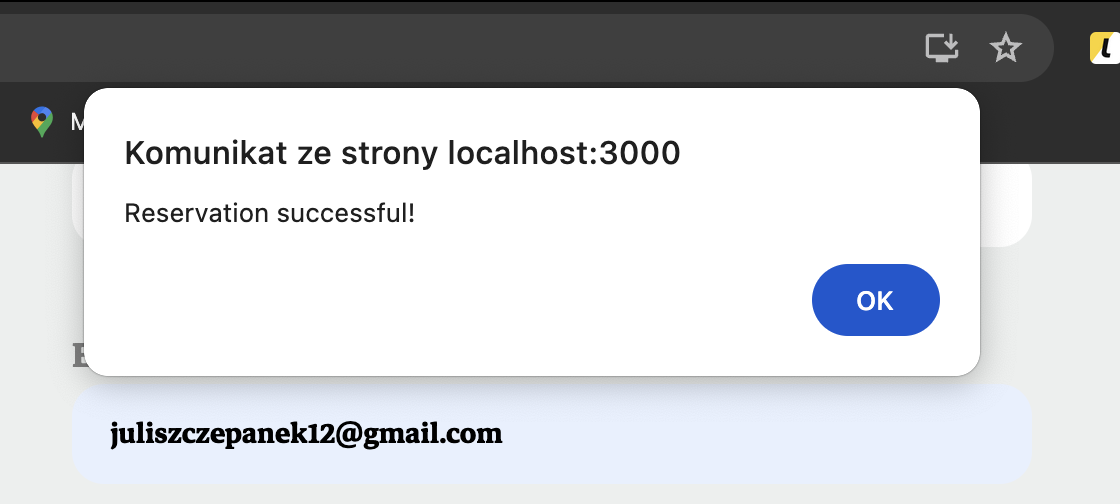 Komunikat ze strony localhost:3000
Reservation successful!
OK
juliszczepanek12@gmail.com